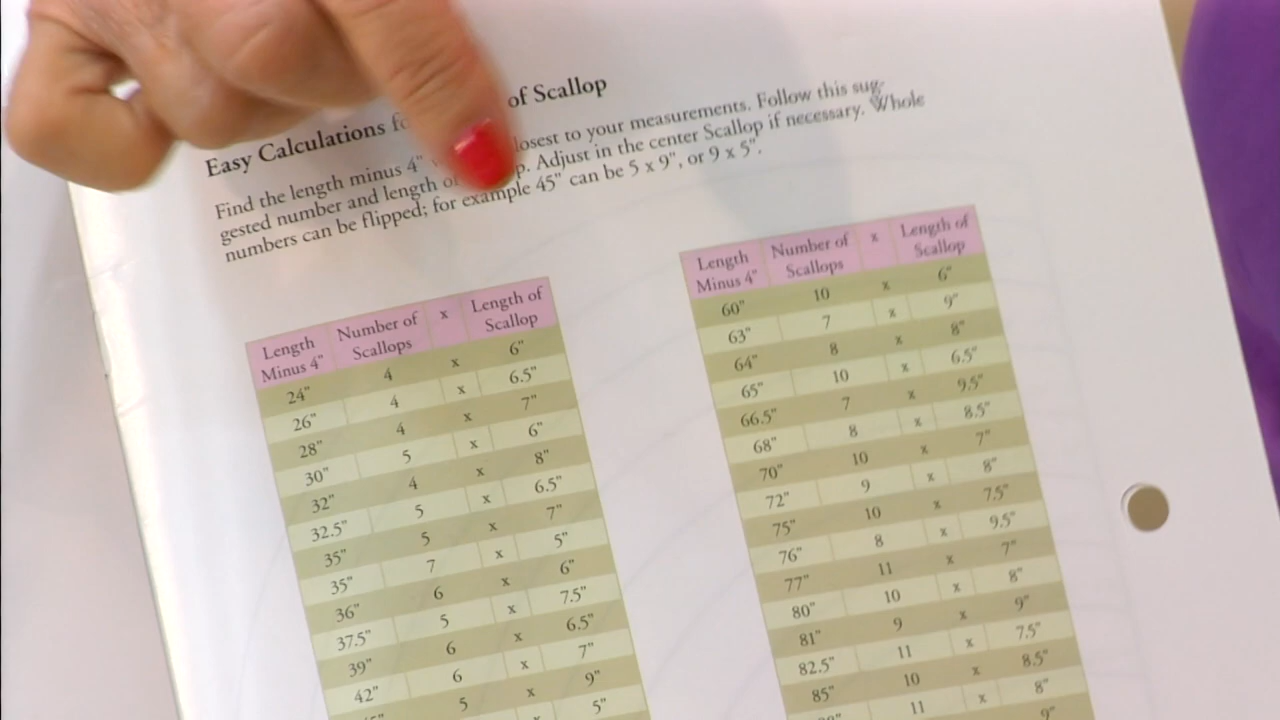 Easy Calculations of Scallop
Find the length minus 4" closest to your measurements. Follow this sug-
gested number and length of Adjust in the center Scallop if necessary. Whole
numbers can be flipped; for example 45" can be 5 x 9", or 9 x 5".
Length Minus 4" Number of Scallops x Length of Scallop
24" 4 x 6"
26" 4 x 6.5"
28" 4 x 7"
30" 5 x 6"
32" 4 x 8"
32.5" 5 x 6.5"
35" 5 x 7"
35" 7 x 5"
36" 6 x 6"
37.5" 5 x 7.5"
39" 6 x 6.5"
42" 6 x 7"
5 x 9"
x 5"
Length Minus 4" Number of Scallops x Length of Scallop
60" 10 x 6"
63" 7 x 9"
64" 8 x 8"
65" 10 x 6.5"
66.5" 7 x 9.5"
68" 8 x 8.5"
70" 10 x 7"
72" 9 x 8"
75" 10 x 7.5"
76" 8 x 9.5"
77" 11 x 7"
80" 10 x 8"
81" 9 x 9"
82.5" 11 x 7.5"
85" 10 x 8.5"
11 x 8"
9"